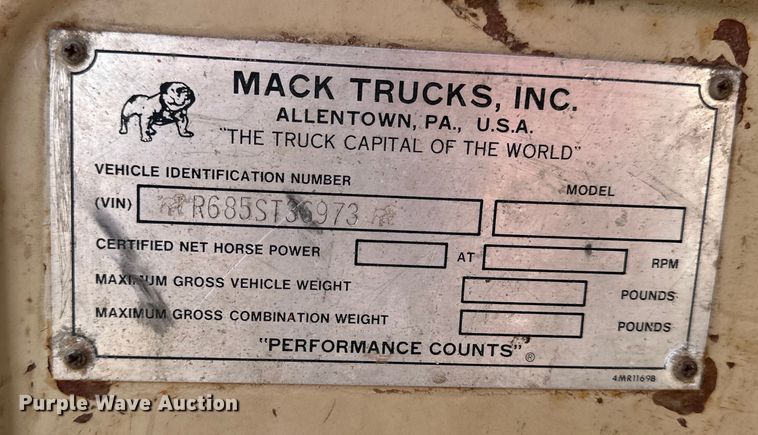 MACK TRUCKS, INC.
ALLENTOWN, PA., U.S.A.
"THE TRUCK CAPITAL OF THE WORLD"
VEHICLE IDENTIFICATION NUMBER MODEL
(VIN) R685ST36973
CERTIFIED NET HORSE POWER AT RPM
MAXIMUM GROSS VEHICLE WEIGHT POUNDS
MAXIMUM GROSS COMBINATION WEIGHT POUNDS
"PERFORMANCE COUNTS" ®
4MR1169B
Purple Wave Auction